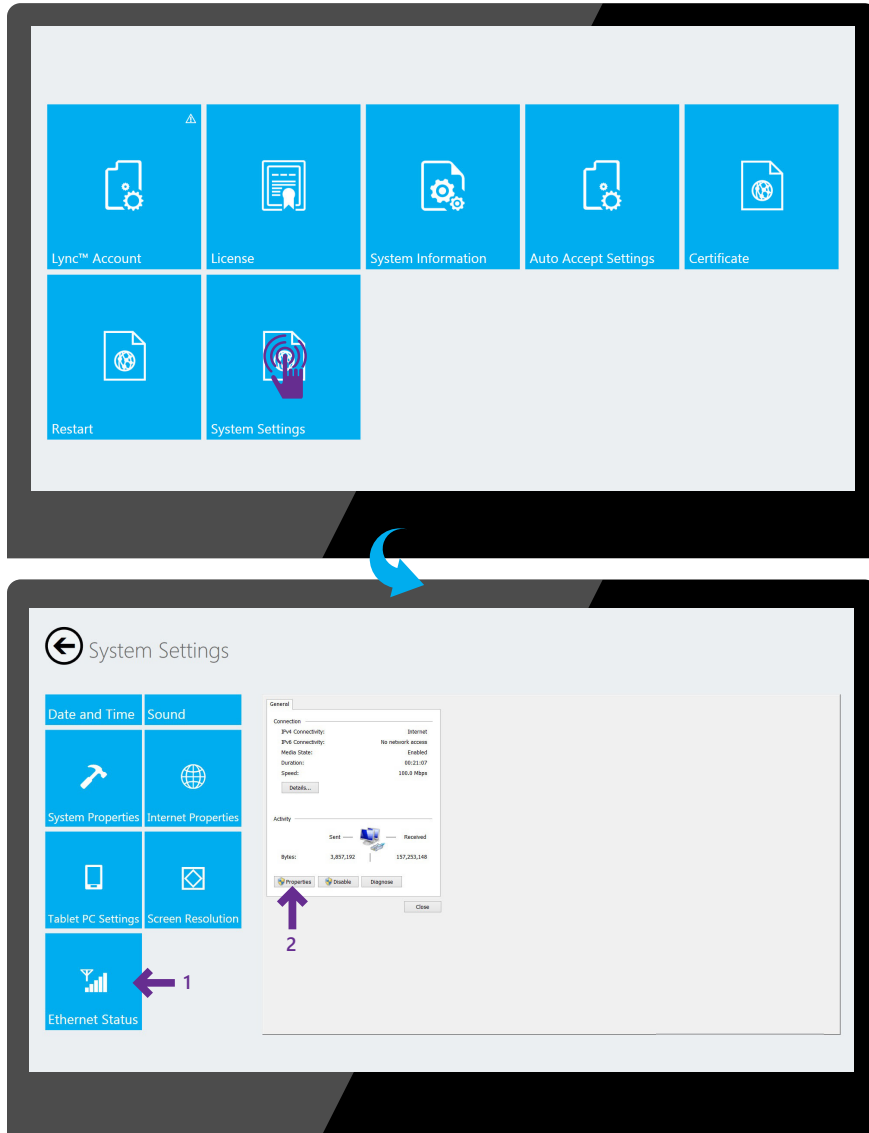 Lync™ Account
License
System Information
Auto Accept Settings
Certificate
Restart
System Settings
System Settings
Date and Time
Sound
System Properties
Internet Properties
Tablet PC Settings
Screen Resolution
Ethernet Status
1
General
Connection
IPv4 Connectivity: Internet
IPv6 Connectivity: No network access
Media State: Enabled
Duration: 00:21:07
Speed: 100.0 Mbps
Details...
Activity
Sent — — Received
Bytes: 3,857,192 | 157,253,148
Properties Disable Diagnose
Close
2